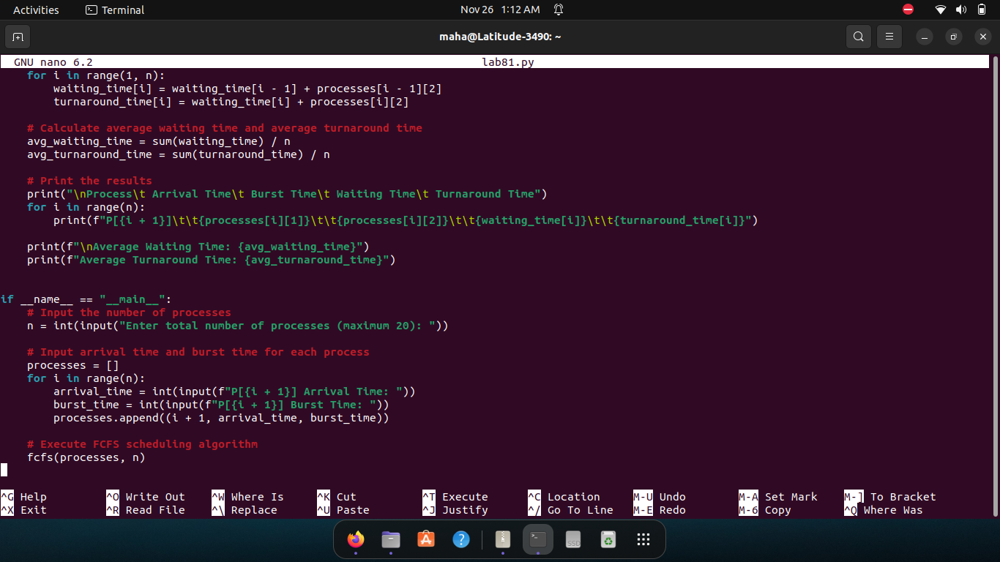 Activities Terminal Nov 26 1:12 AM
maha@Latitude-3490: ~
GNU nano 6.2 lab81.py
    for i in range(1, n):
        waiting_time[i] = waiting_time[i - 1] + processes[i - 1][2]
        turnaround_time[i] = waiting_time[i] + processes[i][2]
    # Calculate average waiting time and average turnaround time
    avg_waiting_time = sum(waiting_time) / n
    avg_turnaround_time = sum(turnaround_time) / n
    # Print the results
    print("\nProcess\t Arrival Time\t Burst Time\t Waiting Time\t Turnaround Time")
    for i in range(n):
        print(f"P[{i + 1}]\t\t{processes[i][1]}\t\t{processes[i][2]}\t\t{waiting_time[i]}\t\t{turnaround_time[i]}")
    print(f"\nAverage Waiting Time: {avg_waiting_time}")
    print(f"Average Turnaround Time: {avg_turnaround_time}")
if __name__ == "__main__":
    # Input the number of processes
    n = int(input("Enter total number of processes (maximum 20): "))
    # Input arrival time and burst time for each process
    processes = []
    for i in range(n):
        arrival_time = int(input(f"P[{i + 1}] Arrival Time: "))
        burst_time = int(input(f"P[{i + 1}] Burst Time: "))
        processes.append((i + 1, arrival_time, burst_time))
    # Execute FCFS scheduling algorithm
    fcfs(processes, n)
^G Help ^O Write Out ^W Where Is ^K Cut ^T Execute ^C Location M-U Undo M-A Set Mark M-] To Bracket
^X Exit ^R Read File ^\ Replace ^U Paste ^J Justify ^/ Go To Line M-E Redo M-6 Copy ^Q Where Was
SSD